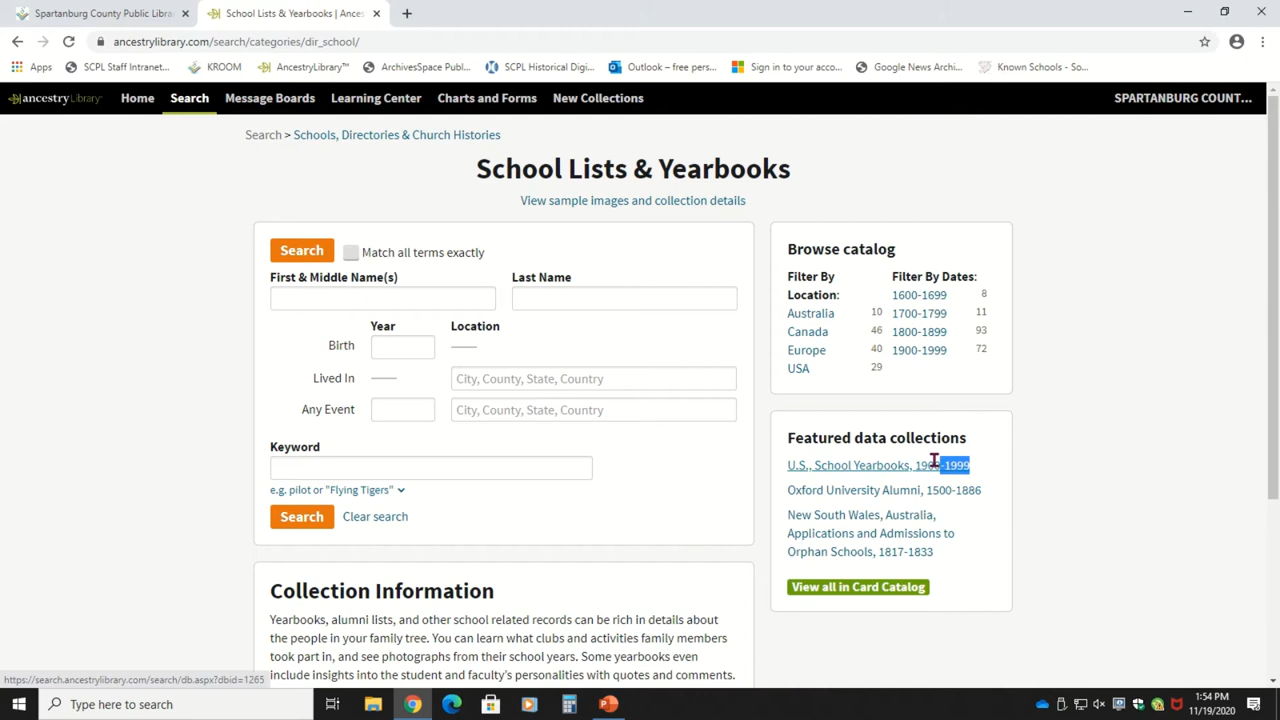 Spartanburg County Public Librar
School Lists & Yearbooks | Ances
ancestrylibrary.com/search/categories/dir_school/
Apps
SCPL Staff Intranet...
KROOM
AncestryLibrary™
ArchivesSpace Publ...
SCPL Historical Digi...
Outlook – free pers...
Sign in to your acco...
Google News Archi...
Known Schools - So...
ancestryLibrary
Home
Search
Message Boards
Learning Center
Charts and Forms
New Collections
SPARTANBURG COUNT...
Search > Schools, Directories & Church Histories
School Lists & Yearbooks
View sample images and collection details
Search
Match all terms exactly
First & Middle Name(s)
Last Name
Year
Location
Birth
Lived In
City, County, State, Country
Any Event
City, County, State, Country
Keyword
e.g. pilot or "Flying Tigers"
Search
Clear search
Collection Information
Yearbooks, alumni lists, and other school related records can be rich in details about
the people in your family tree. You can learn what clubs and activities family members
took part in, and see photographs from their school years. Some yearbooks even
include insights into the student and faculty's personalities with quotes and comments.
Browse catalog
Filter By
Location:
Australia 10
Canada 46
Europe 40
USA 29
Filter By Dates:
1600-1699 8
1700-1799 11
1800-1899 93
1900-1999 72
Featured data collections
U.S., School Yearbooks, -1999
Oxford University Alumni, 1500-1886
New South Wales, Australia,
Applications and Admissions to
Orphan Schools, 1817-1833
View all in Card Catalog
https://search.ancestrylibrary.com/search/db.aspx?dbid=1265
Type here to search
1:54 PM
11/19/2020